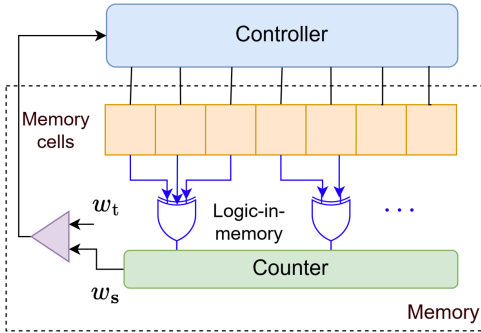 Controller
Memory
cells
w_t
Logic-in-
memory
...
w_s
Counter
Memory